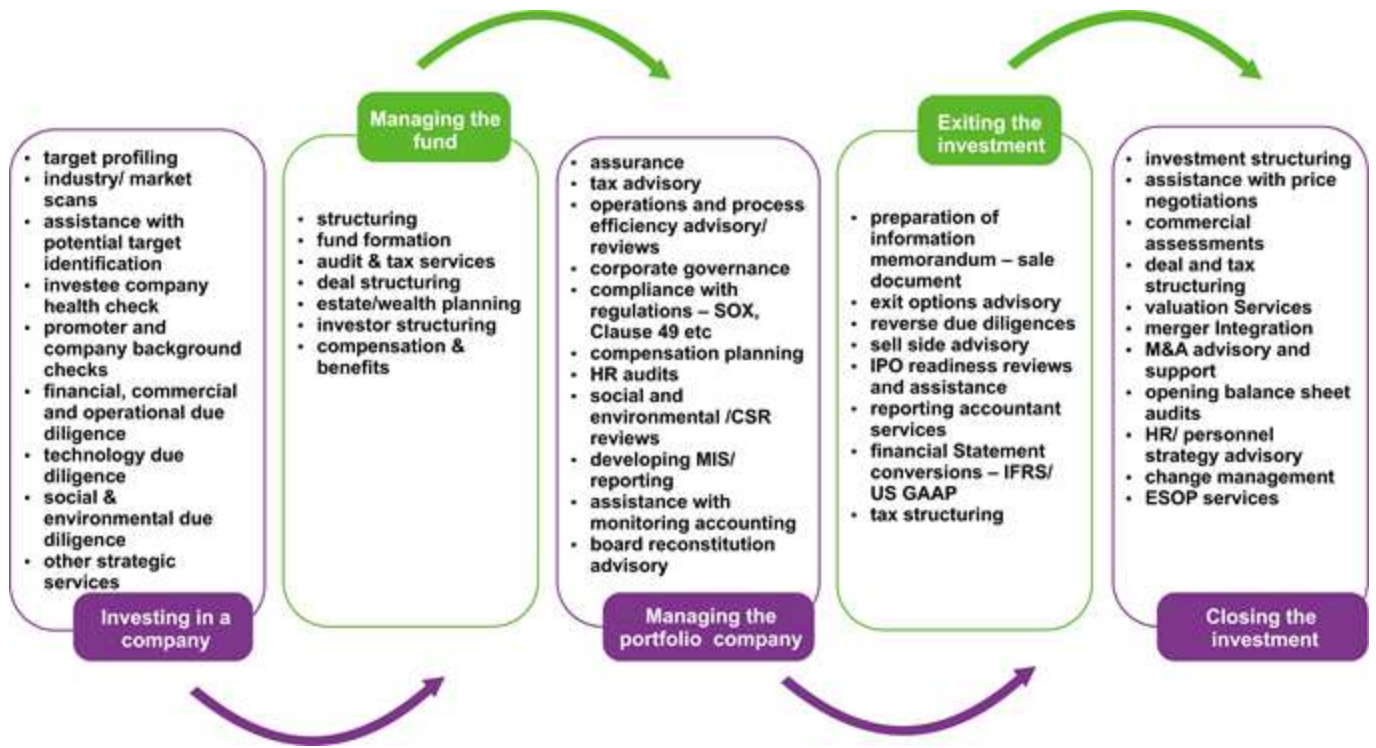 • target profiling
• industry/ market
scans
• assistance with
potential target
identification
• investee company
health check
• promoter and
company background
checks
• financial, commercial
and operational due
diligence
• technology due
diligence
• social &
environmental due
diligence
• other strategic
services
Investing in a
company
Managing the
fund
• structuring
• fund formation
• audit & tax services
• deal structuring
• estate/wealth planning
• investor structuring
• compensation &
benefits
• assurance
• tax advisory
• operations and process
efficiency advisory/
reviews
• corporate governance
• compliance with
regulations – SOX,
Clause 49 etc
• compensation planning
• HR audits
• social and
environmental /CSR
reviews
• developing MIS/
reporting
• assistance with
monitoring accounting
• board reconstitution
advisory
Managing the
portfolio company
Exiting the
investment
• preparation of
information
memorandum – sale
document
• exit options advisory
• reverse due diligences
• sell side advisory
• IPO readiness reviews
and assistance
• reporting accountant
services
• financial Statement
conversions – IFRS/
US GAAP
• tax structuring
• investment structuring
• assistance with price
negotiations
• commercial
assessments
• deal and tax
structuring
• valuation Services
• merger Integration
• M&A advisory and
support
• opening balance sheet
audits
• HR/ personnel
strategy advisory
• change management
• ESOP services
Closing the
investment